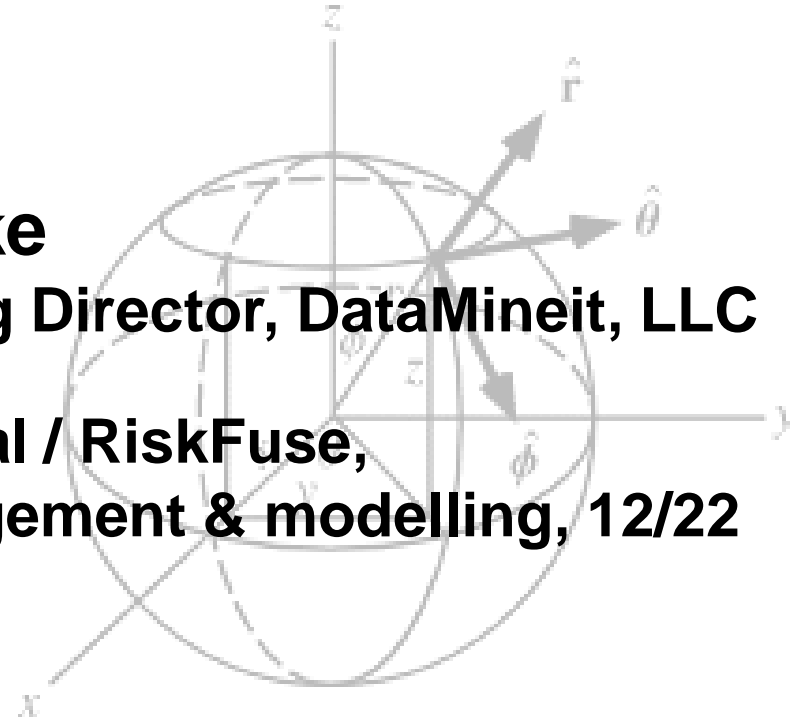 z
r̂
ke
θ̂
g Director, DataMineit, LLC
ϕ
z
y
al / RiskFuse,
ϕ̂
gement & modelling, 12/22
x